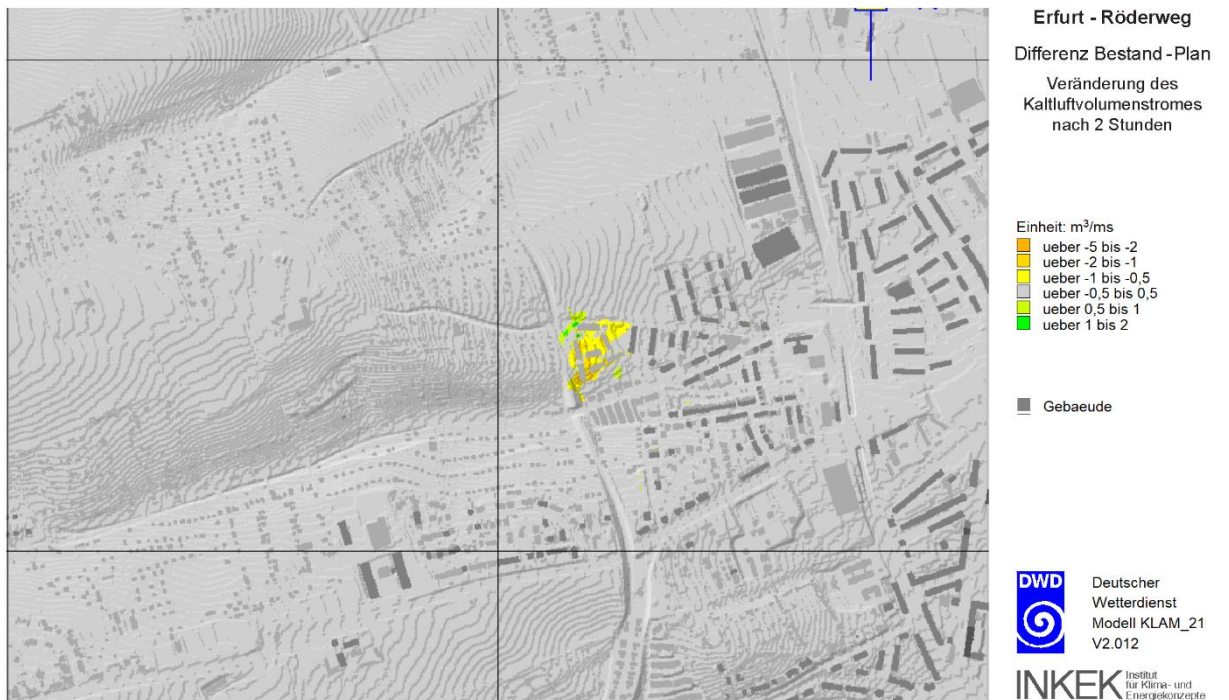 Erfurt - Röderweg
Differenz Bestand -Plan
Veränderung des
Kaltluftvolumenstromes
nach 2 Stunden
Einheit: m³/ms
ueber -5 bis -2
ueber -2 bis -1
ueber -1 bis -0,5
ueber -0,5 bis 0,5
ueber 0,5 bis 1
ueber 1 bis 2
Gebaeude
DWD
Deutscher
Wetterdienst
Modell KLAM_21
V2.012
INKEK
Institut
für Klima- und
Energiekonzepte